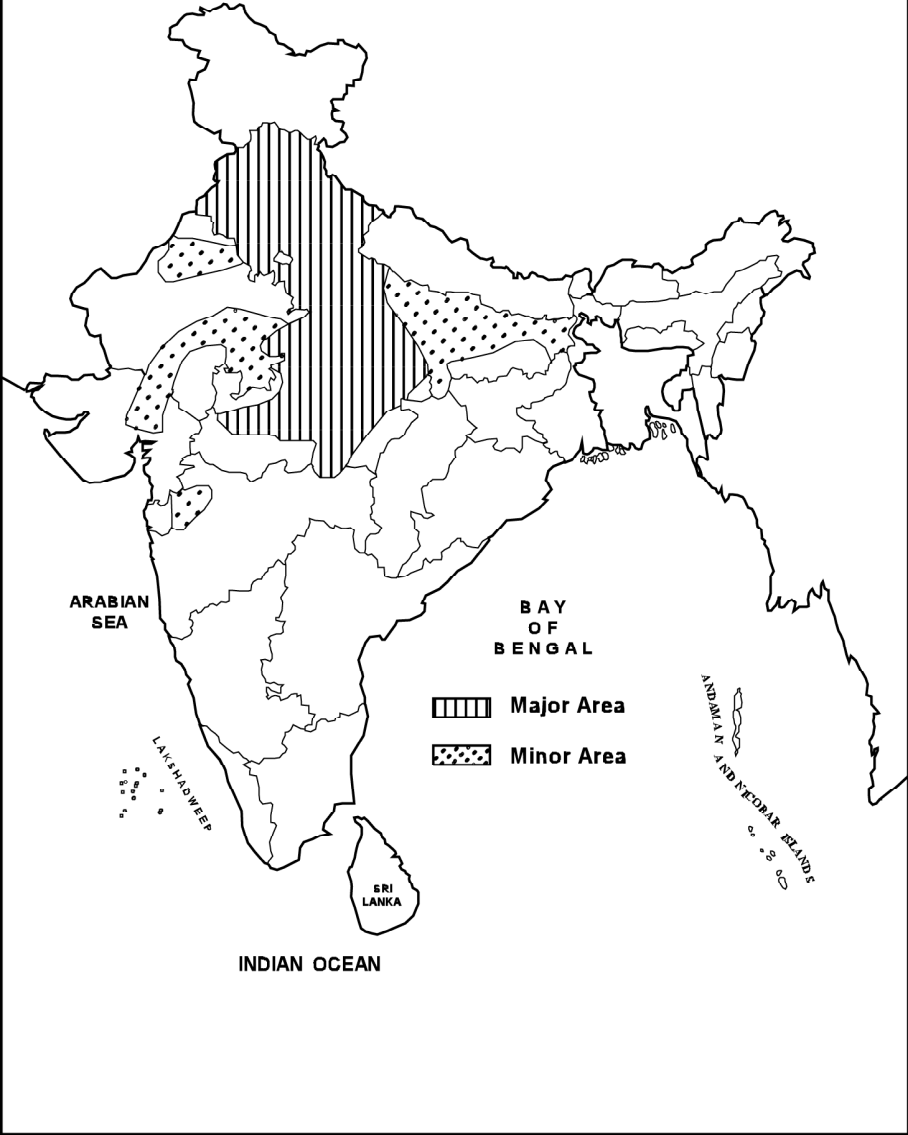 ARABIAN
SEA
BAY
OF
BENGAL
Major Area
Minor Area
LAKSHADWEEP
ANDAMAN AND NICOBAR ISLANDS
SRI
LANKA
INDIAN OCEAN